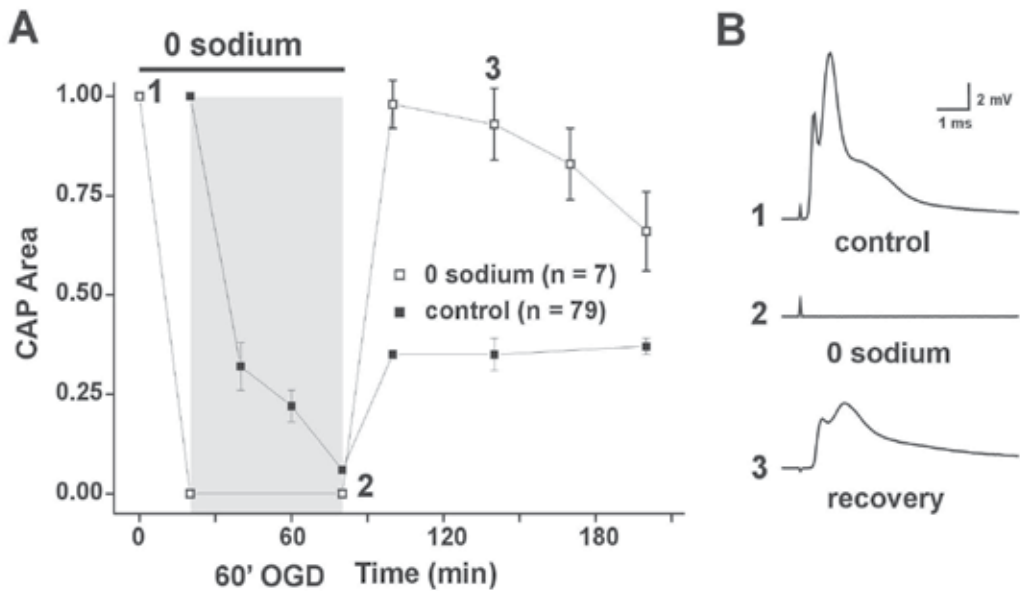 A
0 sodium
1
3
1.00
0.75
0.50
0.25
0.00
CAP Area
0 sodium (n = 7)
control (n = 79)
2
0
60
120
180
60' OGD
Time (min)
B
2 mV
1 ms
1
control
2
0 sodium
3
recovery